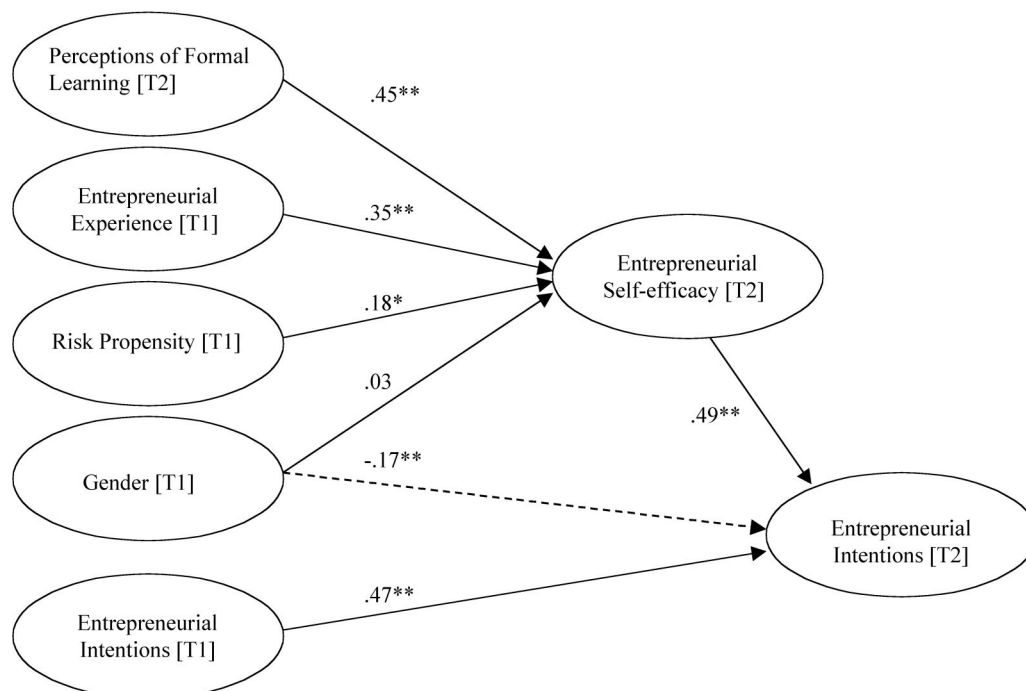 Perceptions of Formal
Learning [T2]
.45**
Entrepreneurial
Experience [T1]
.35**
Entrepreneurial
Self-efficacy [T2]
.18*
Risk Propensity [T1]
.03
.49**
-.17**
Gender [T1]
Entrepreneurial
Intentions [T2]
.47**
Entrepreneurial
Intentions [T1]